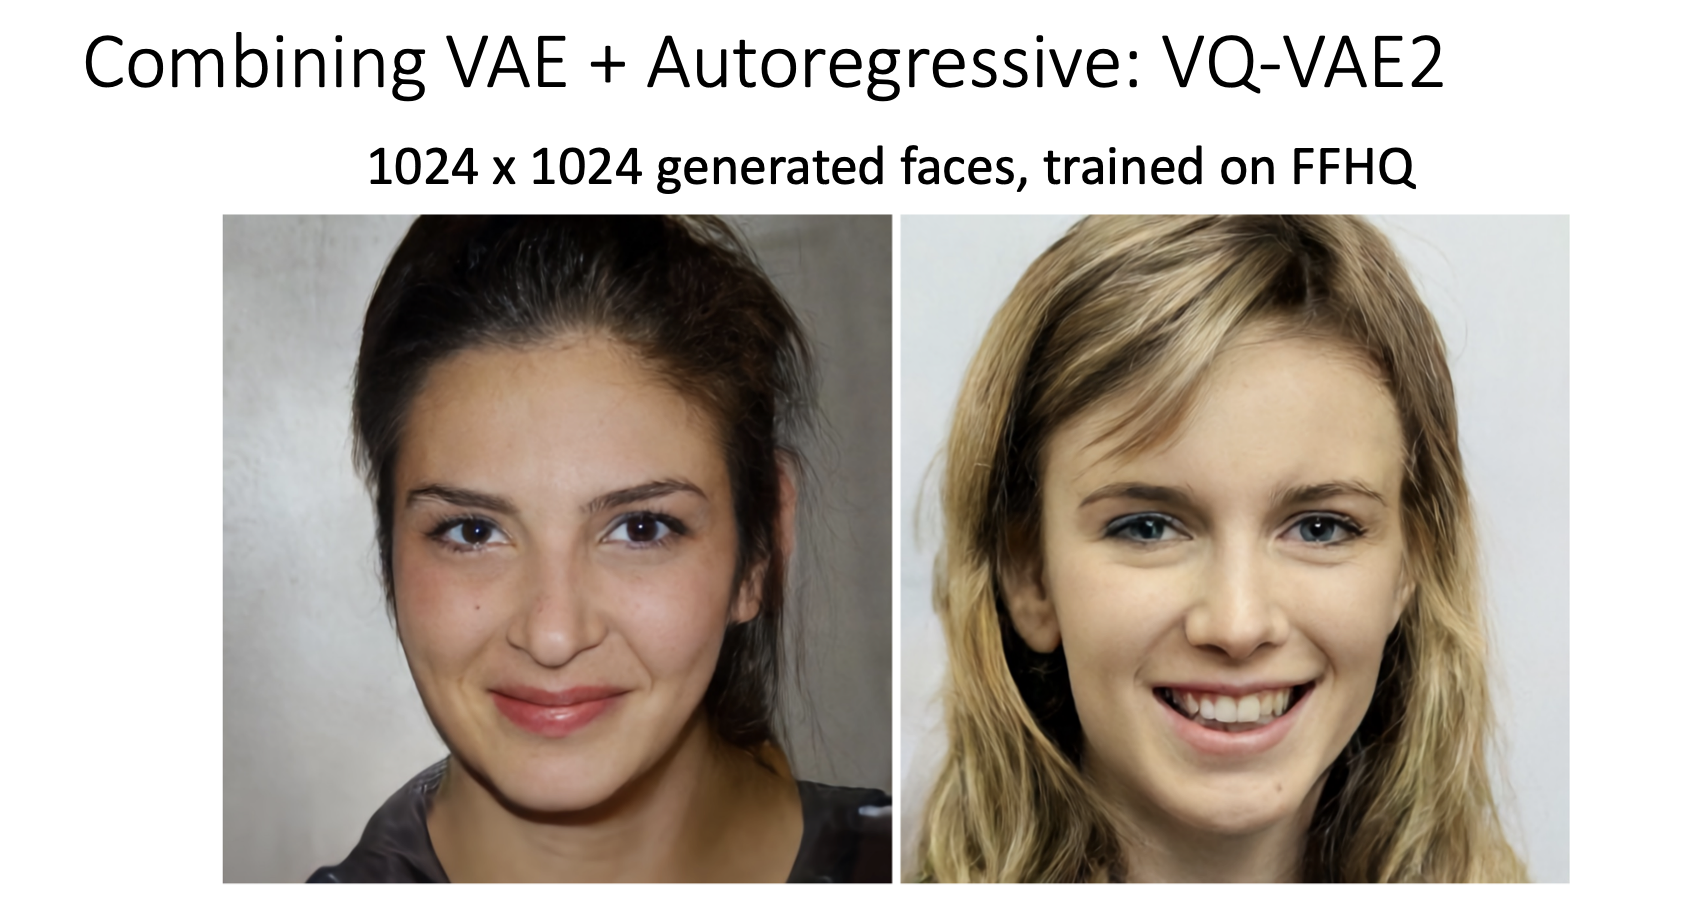 Combining VAE + Autoregressive: VQ-VAE2
1024 x 1024 generated faces, trained on FFHQ